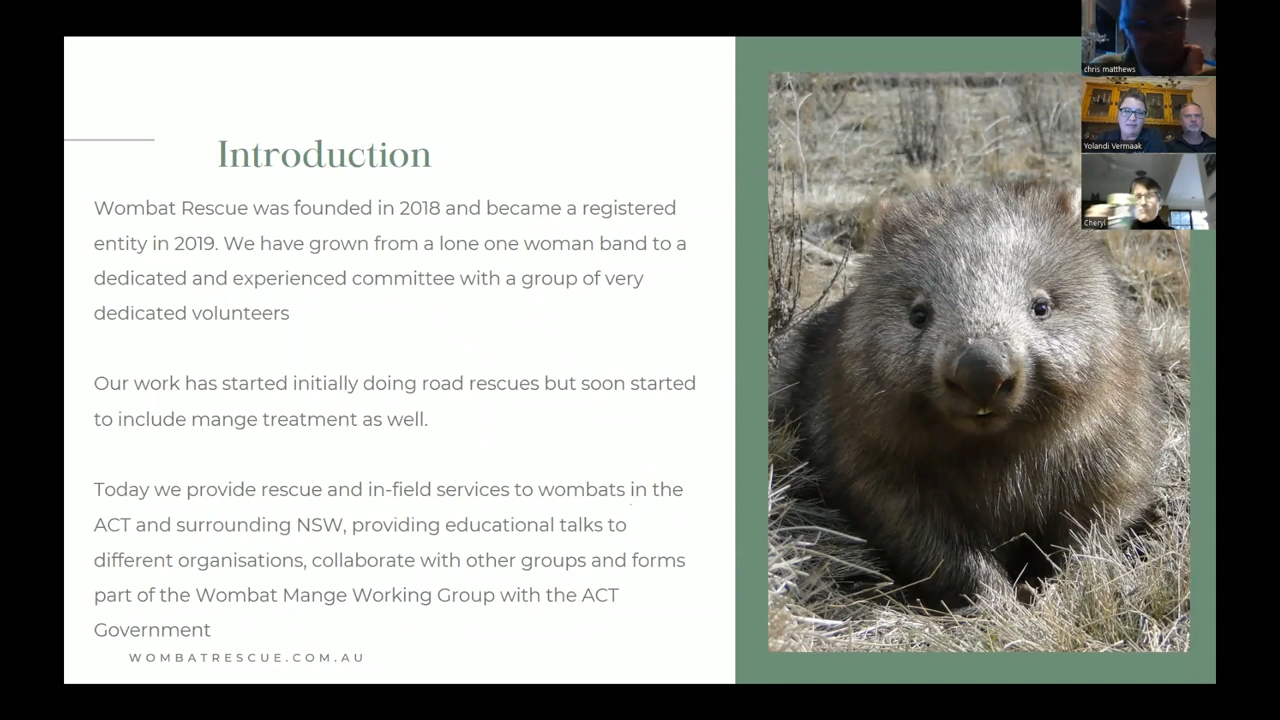 Introduction
Wombat Rescue was founded in 2018 and became a registered
entity in 2019. We have grown from a lone one woman band to a
dedicated and experienced committee with a group of very
dedicated volunteers
Our work has started initially doing road rescues but soon started
to include mange treatment as well.
Today we provide rescue and in-field services to wombats in the
ACT and surrounding NSW, providing educational talks to
different organisations, collaborate with other groups and forms
part of the Wombat Mange Working Group with the ACT
Government
WOMBATRESCUE.COM.AU
chris matthews
Yolandi Vermaak
Cheryl